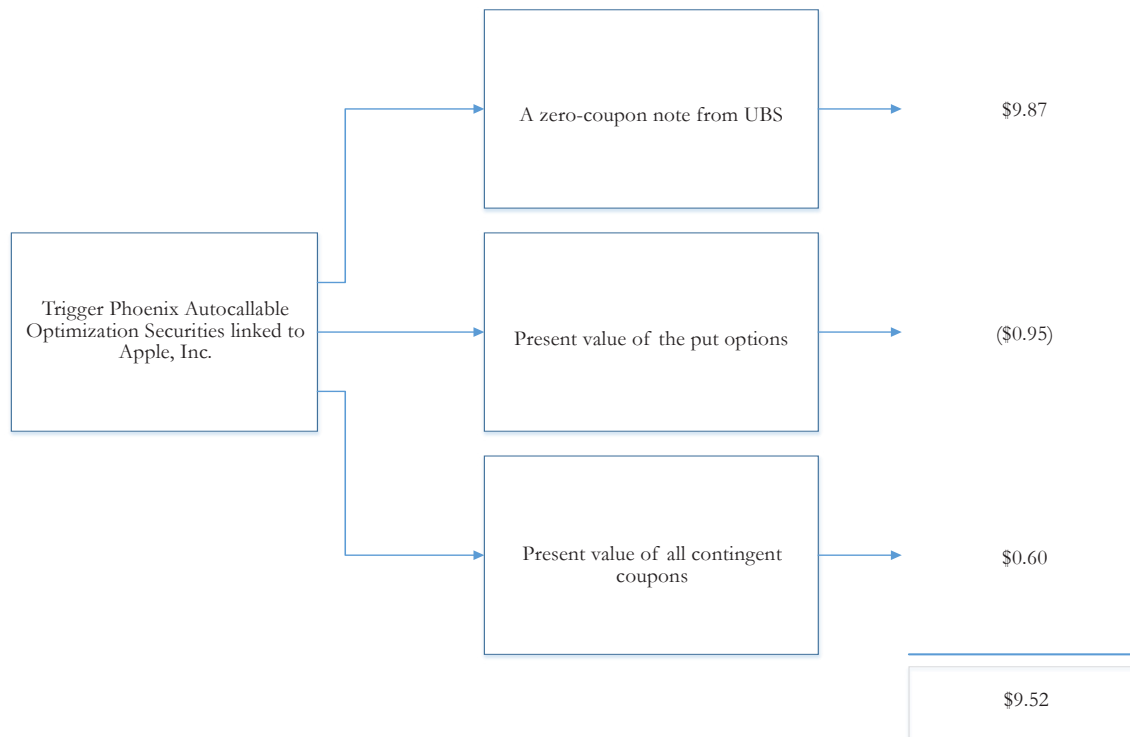 A zero-coupon note from UBS
$9.87
Trigger Phoenix Autocallable
Optimization Securities linked to
Apple, Inc.
Present value of the put options
($0.95)
Present value of all contingent
coupons
$0.60
$9.52